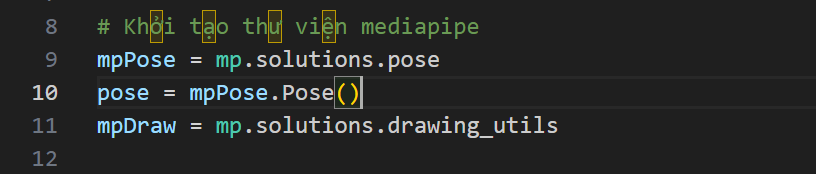 8 # Khởi tạo thư viện mediapipe
9 mpPose = mp.solutions.pose
10 pose = mpPose.Pose()
11 mpDraw = mp.solutions.drawing_utils
12